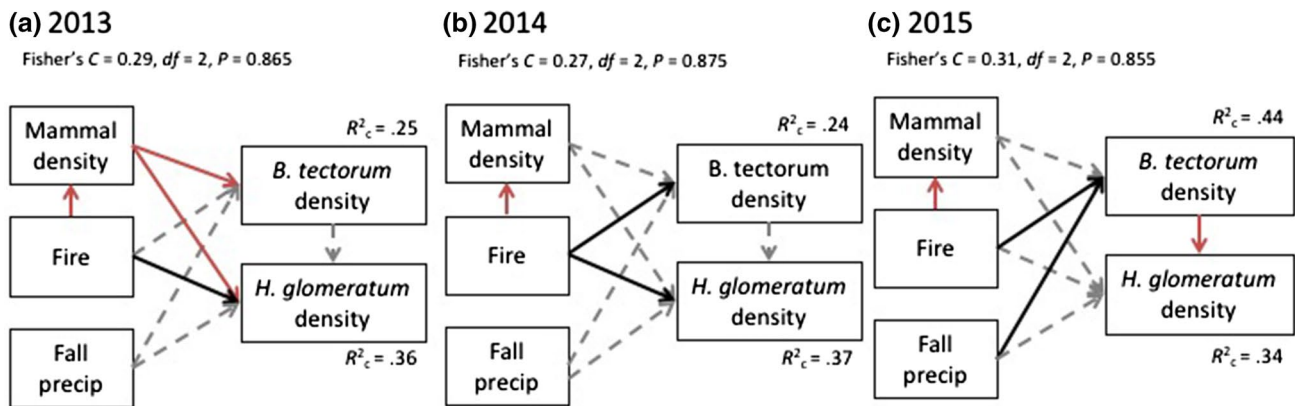 (a) 2013
Fisher's C = 0.29, df = 2, P = 0.865
Mammal
density
R²c = .25
B. tectorum
density
Fire
H. glomeratum
density
Fall
precip
R²c = .36
(b) 2014
Fisher's C = 0.27, df = 2, P = 0.875
Mammal
density
R²c = .24
B. tectorum
density
Fire
H. glomeratum
density
Fall
precip
R²c = .37
(c) 2015
Fisher's C = 0.31, df = 2, P = 0.855
Mammal
density
R²c = .44
B. tectorum
density
Fire
H. glomeratum
density
Fall
precip
R²c = .34